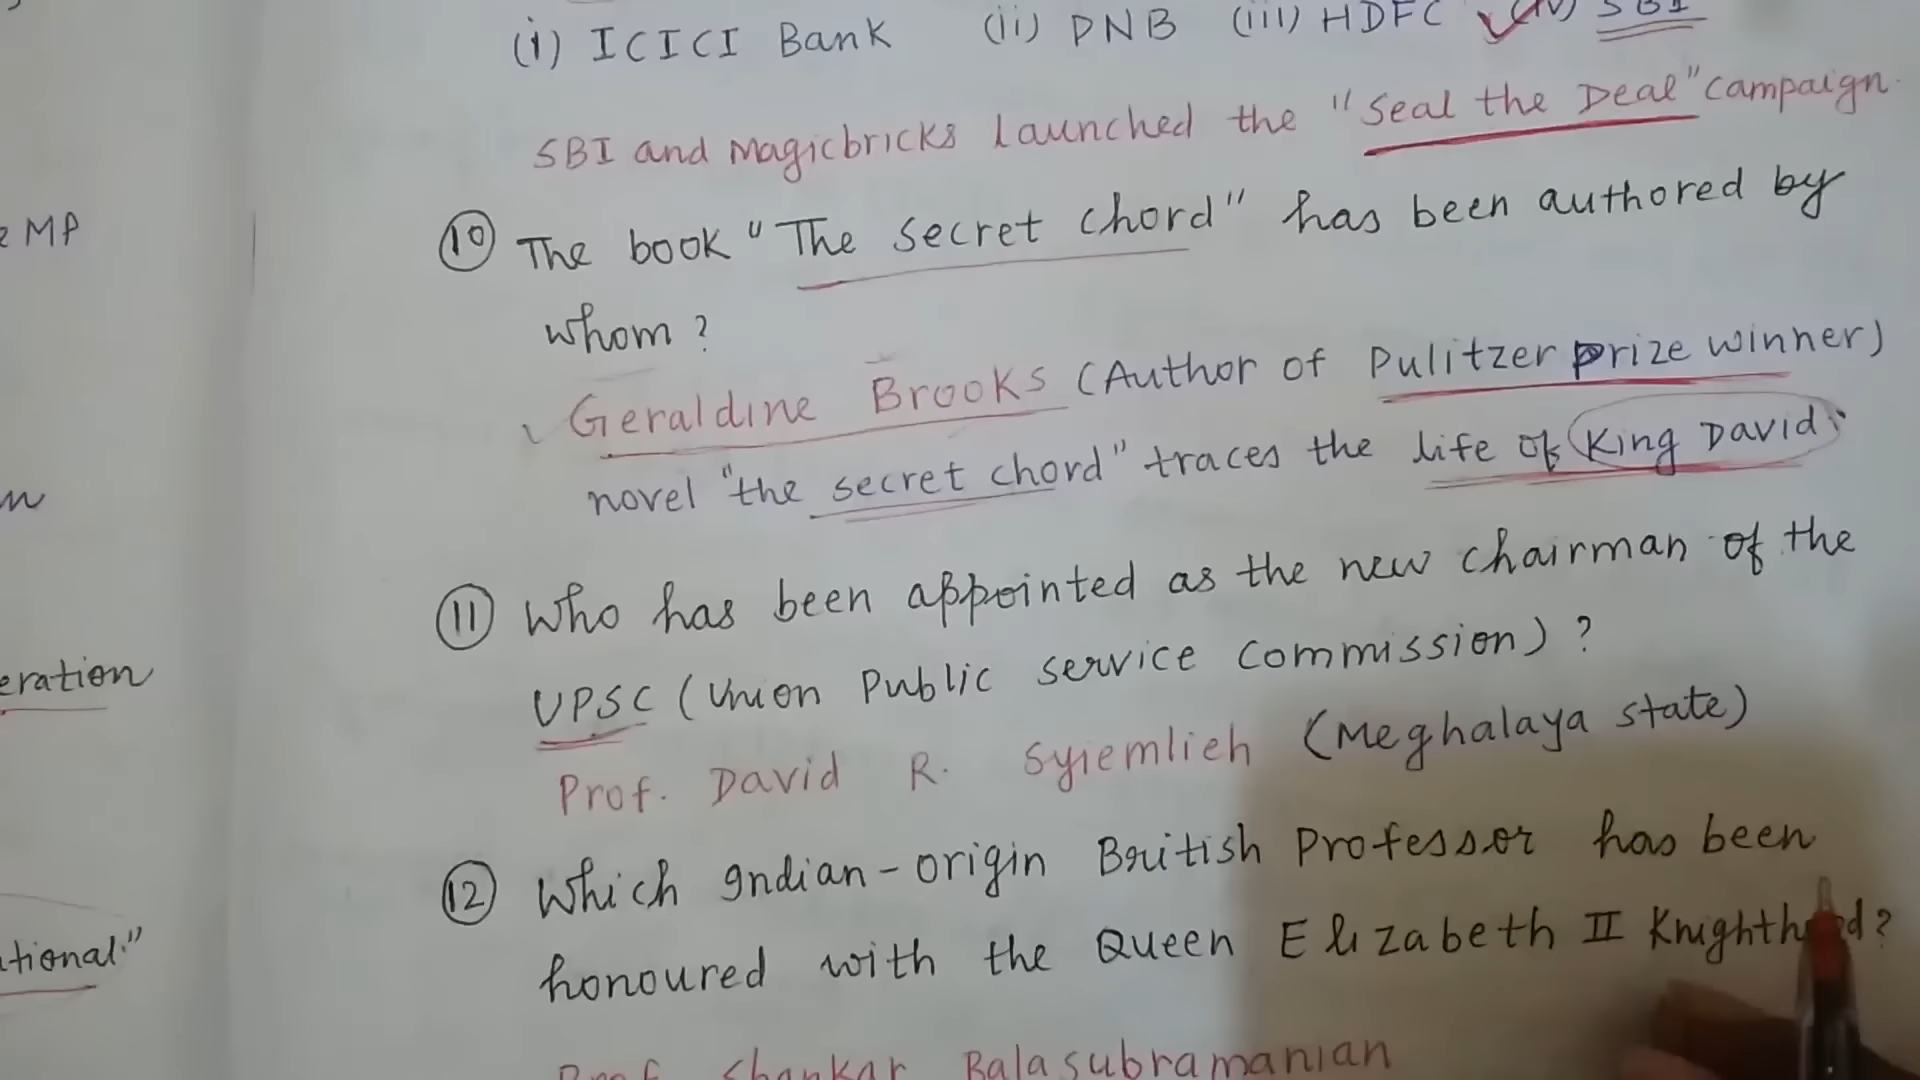 (i) ICICI Bank (ii) PNB (iii) HDFC (iv) SBI
SBI and Magicbricks launched the "Seal the Deal" campaign.
(10) The book "The secret chord" has been authored by
whom?
Geraldine Brooks (Author of Pulitzer prize winner)
novel "the secret chord" traces the life of King David.
(11) Who has been appointed as the new chairman of the
UPSC (Union Public service commission) ?
Prof. David R. Syiemlieh (Meghalaya state)
(12) Which Indian-origin British Professor has been
honoured with the Queen Elizabeth II Knighthood?
Prof Shankar Balasubramanian
e MP
eration
tional"